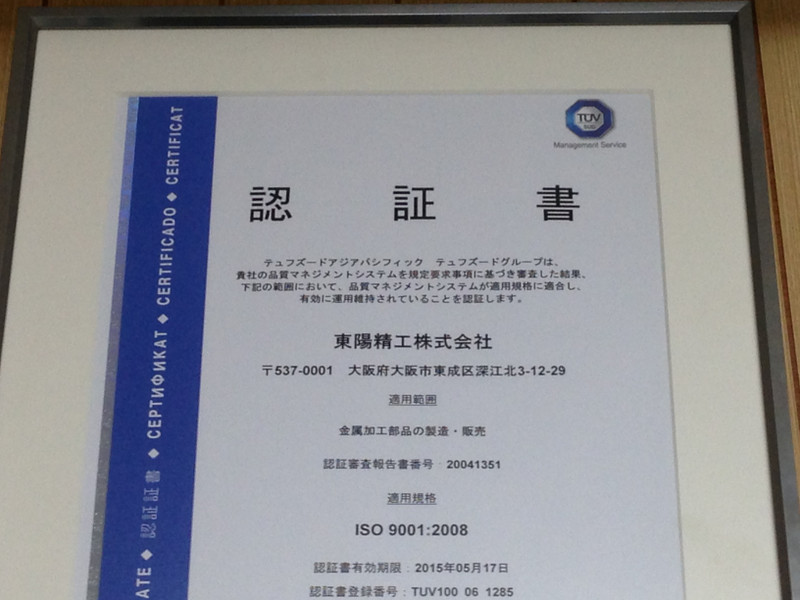 TÜV
SÜD
Management Service
認証書
テュフズードアジアパシフィック テュフズードグループは、
貴社の品質マネジメントシステムを規定要求事項に基づき審査した結果、
下記の範囲において、品質マネジメントシステムが適用規格に適合し、
有効に運用維持されていることを認証します。
東陽精工株式会社
〒537-0001 大阪府大阪市東成区深江北3-12-29
適用範囲
金属加工部品の製造・販売
認証審査報告書番号:20041351
適用規格
ISO 9001:2008
認証書有効期限:2015年05月17日
認証書登録番号:TUV100 06 1285
ATE ◆ 認証証書 ◆ СЕРТИФИКАТ ◆ CERTIFICADO ◆ CERTIFICAT